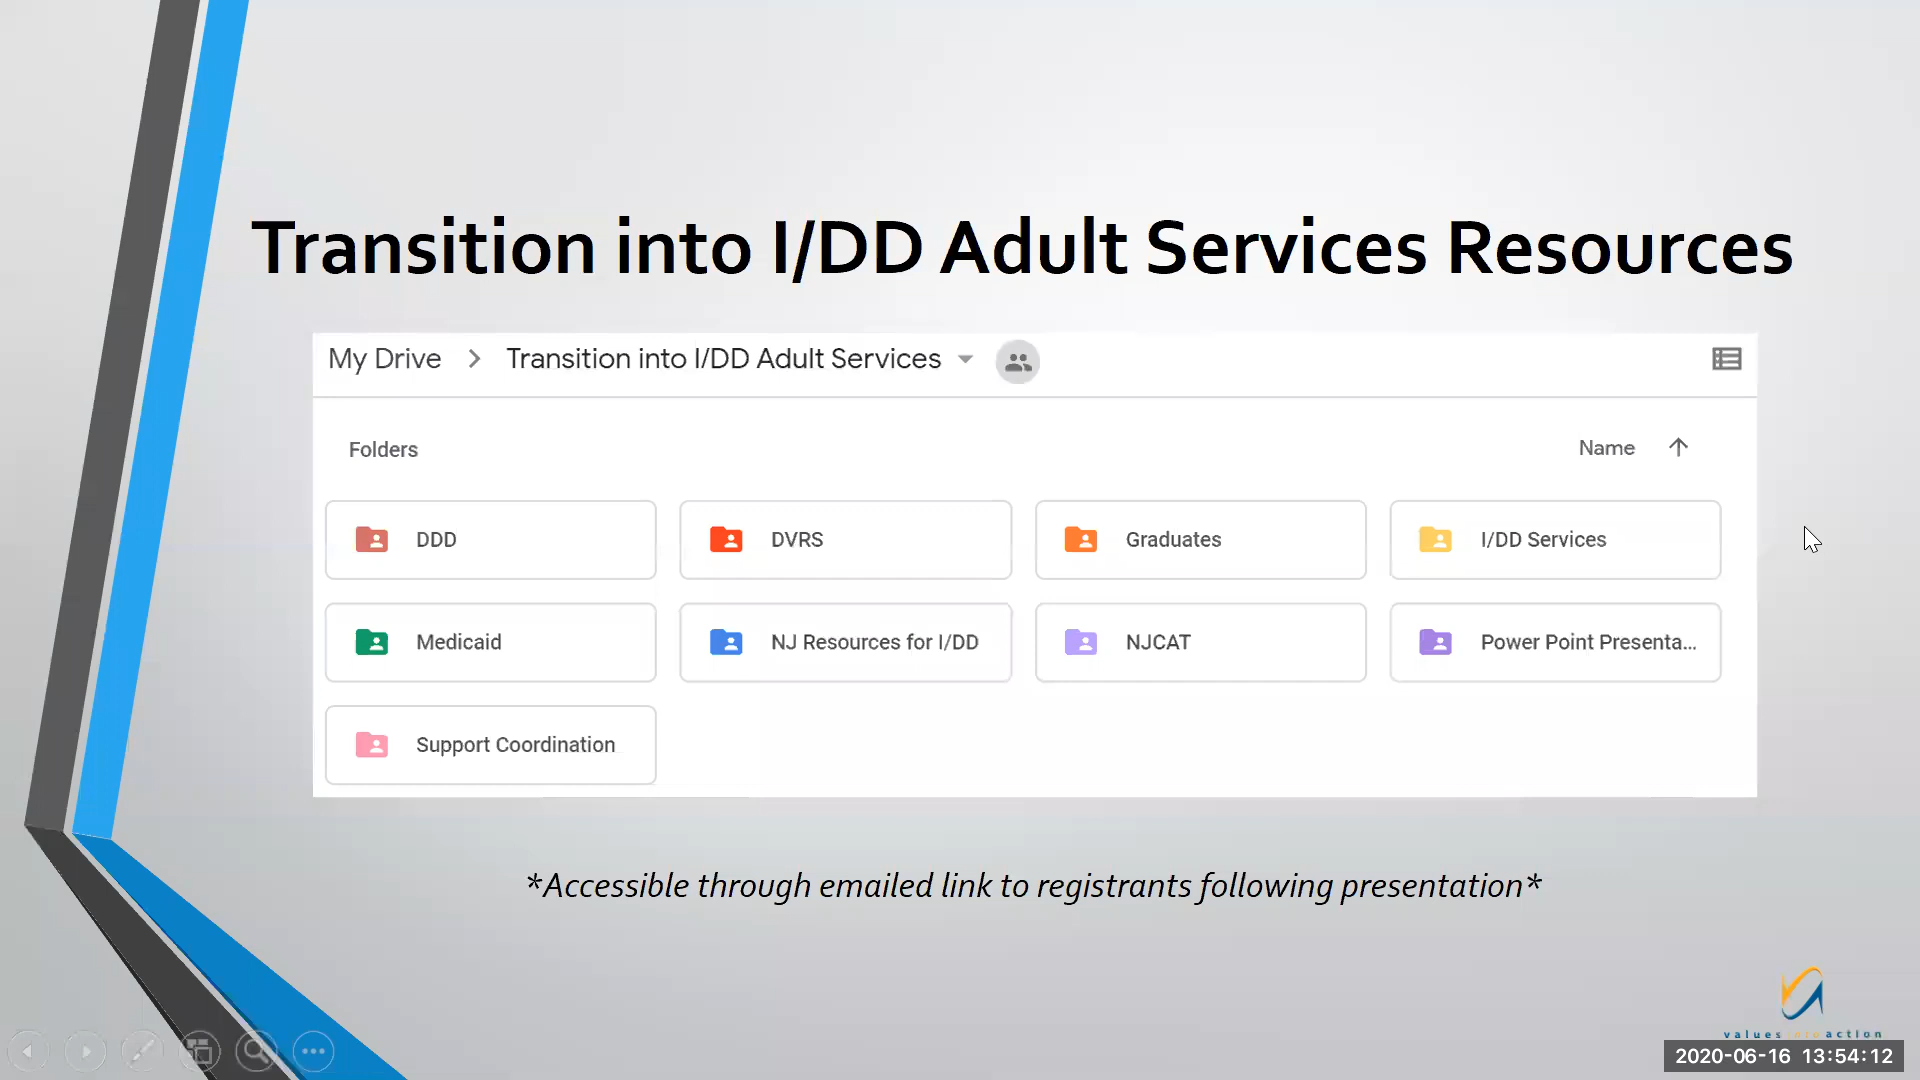 Transition into I/DD Adult Services Resources
My Drive > Transition into I/DD Adult Services
Folders
Name
DDD
DVRS
Graduates
I/DD Services
Medicaid
NJ Resources for I/DD
NJCAT
Power Point Presenta...
Support Coordination
*Accessible through emailed link to registrants following presentation*
values into action
2020-06-16 13:54:12